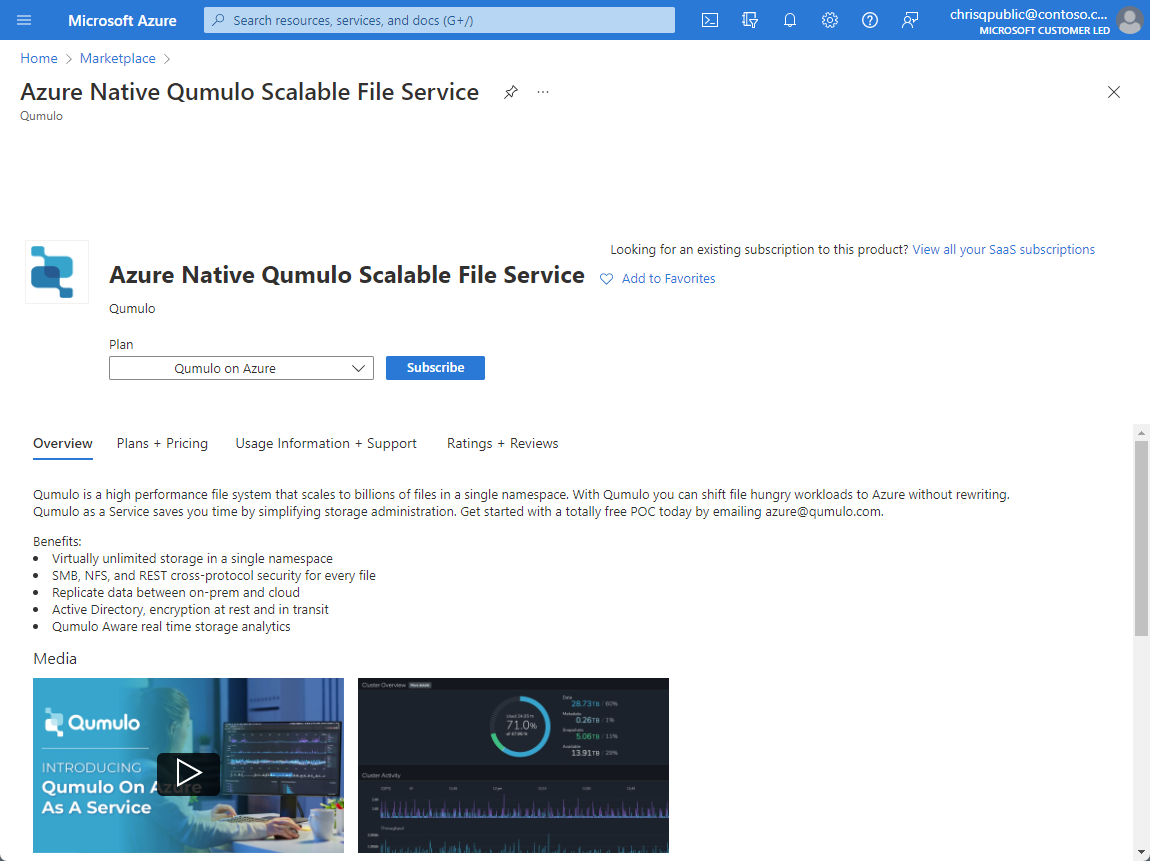 Microsoft Azure
Search resources, services, and docs (G+/)
chrisqpublic@contoso.c...
MICROSOFT CUSTOMER LED
Home > Marketplace >
Azure Native Qumulo Scalable File Service ...
Qumulo
Looking for an existing subscription to this product? View all your SaaS subscriptions
Azure Native Qumulo Scalable File Service
Add to Favorites
Qumulo
Plan
Qumulo on Azure
Subscribe
Overview Plans + Pricing Usage Information + Support Ratings + Reviews
Qumulo is a high performance file system that scales to billions of files in a single namespace. With Qumulo you can shift file hungry workloads to Azure without rewriting.
Qumulo as a Service saves you time by simplifying storage administration. Get started with a totally free POC today by emailing azure@qumulo.com.
Benefits:
• Virtually unlimited storage in a single namespace
• SMB, NFS, and REST cross-protocol security for every file
• Replicate data between on-prem and cloud
• Active Directory, encryption at rest and in transit
• Qumulo Aware real time storage analytics
Media
Qumulo
INTRODUCING
Qumulo On Azure
As A Service
Cluster Overview
71.0%
Data
28.73TB 60%
Metadata
0.26TB 1%
Snapshots
5.06TB 11%
Available
13.91TB 29%
Cluster Activity
IOPS
Throughput